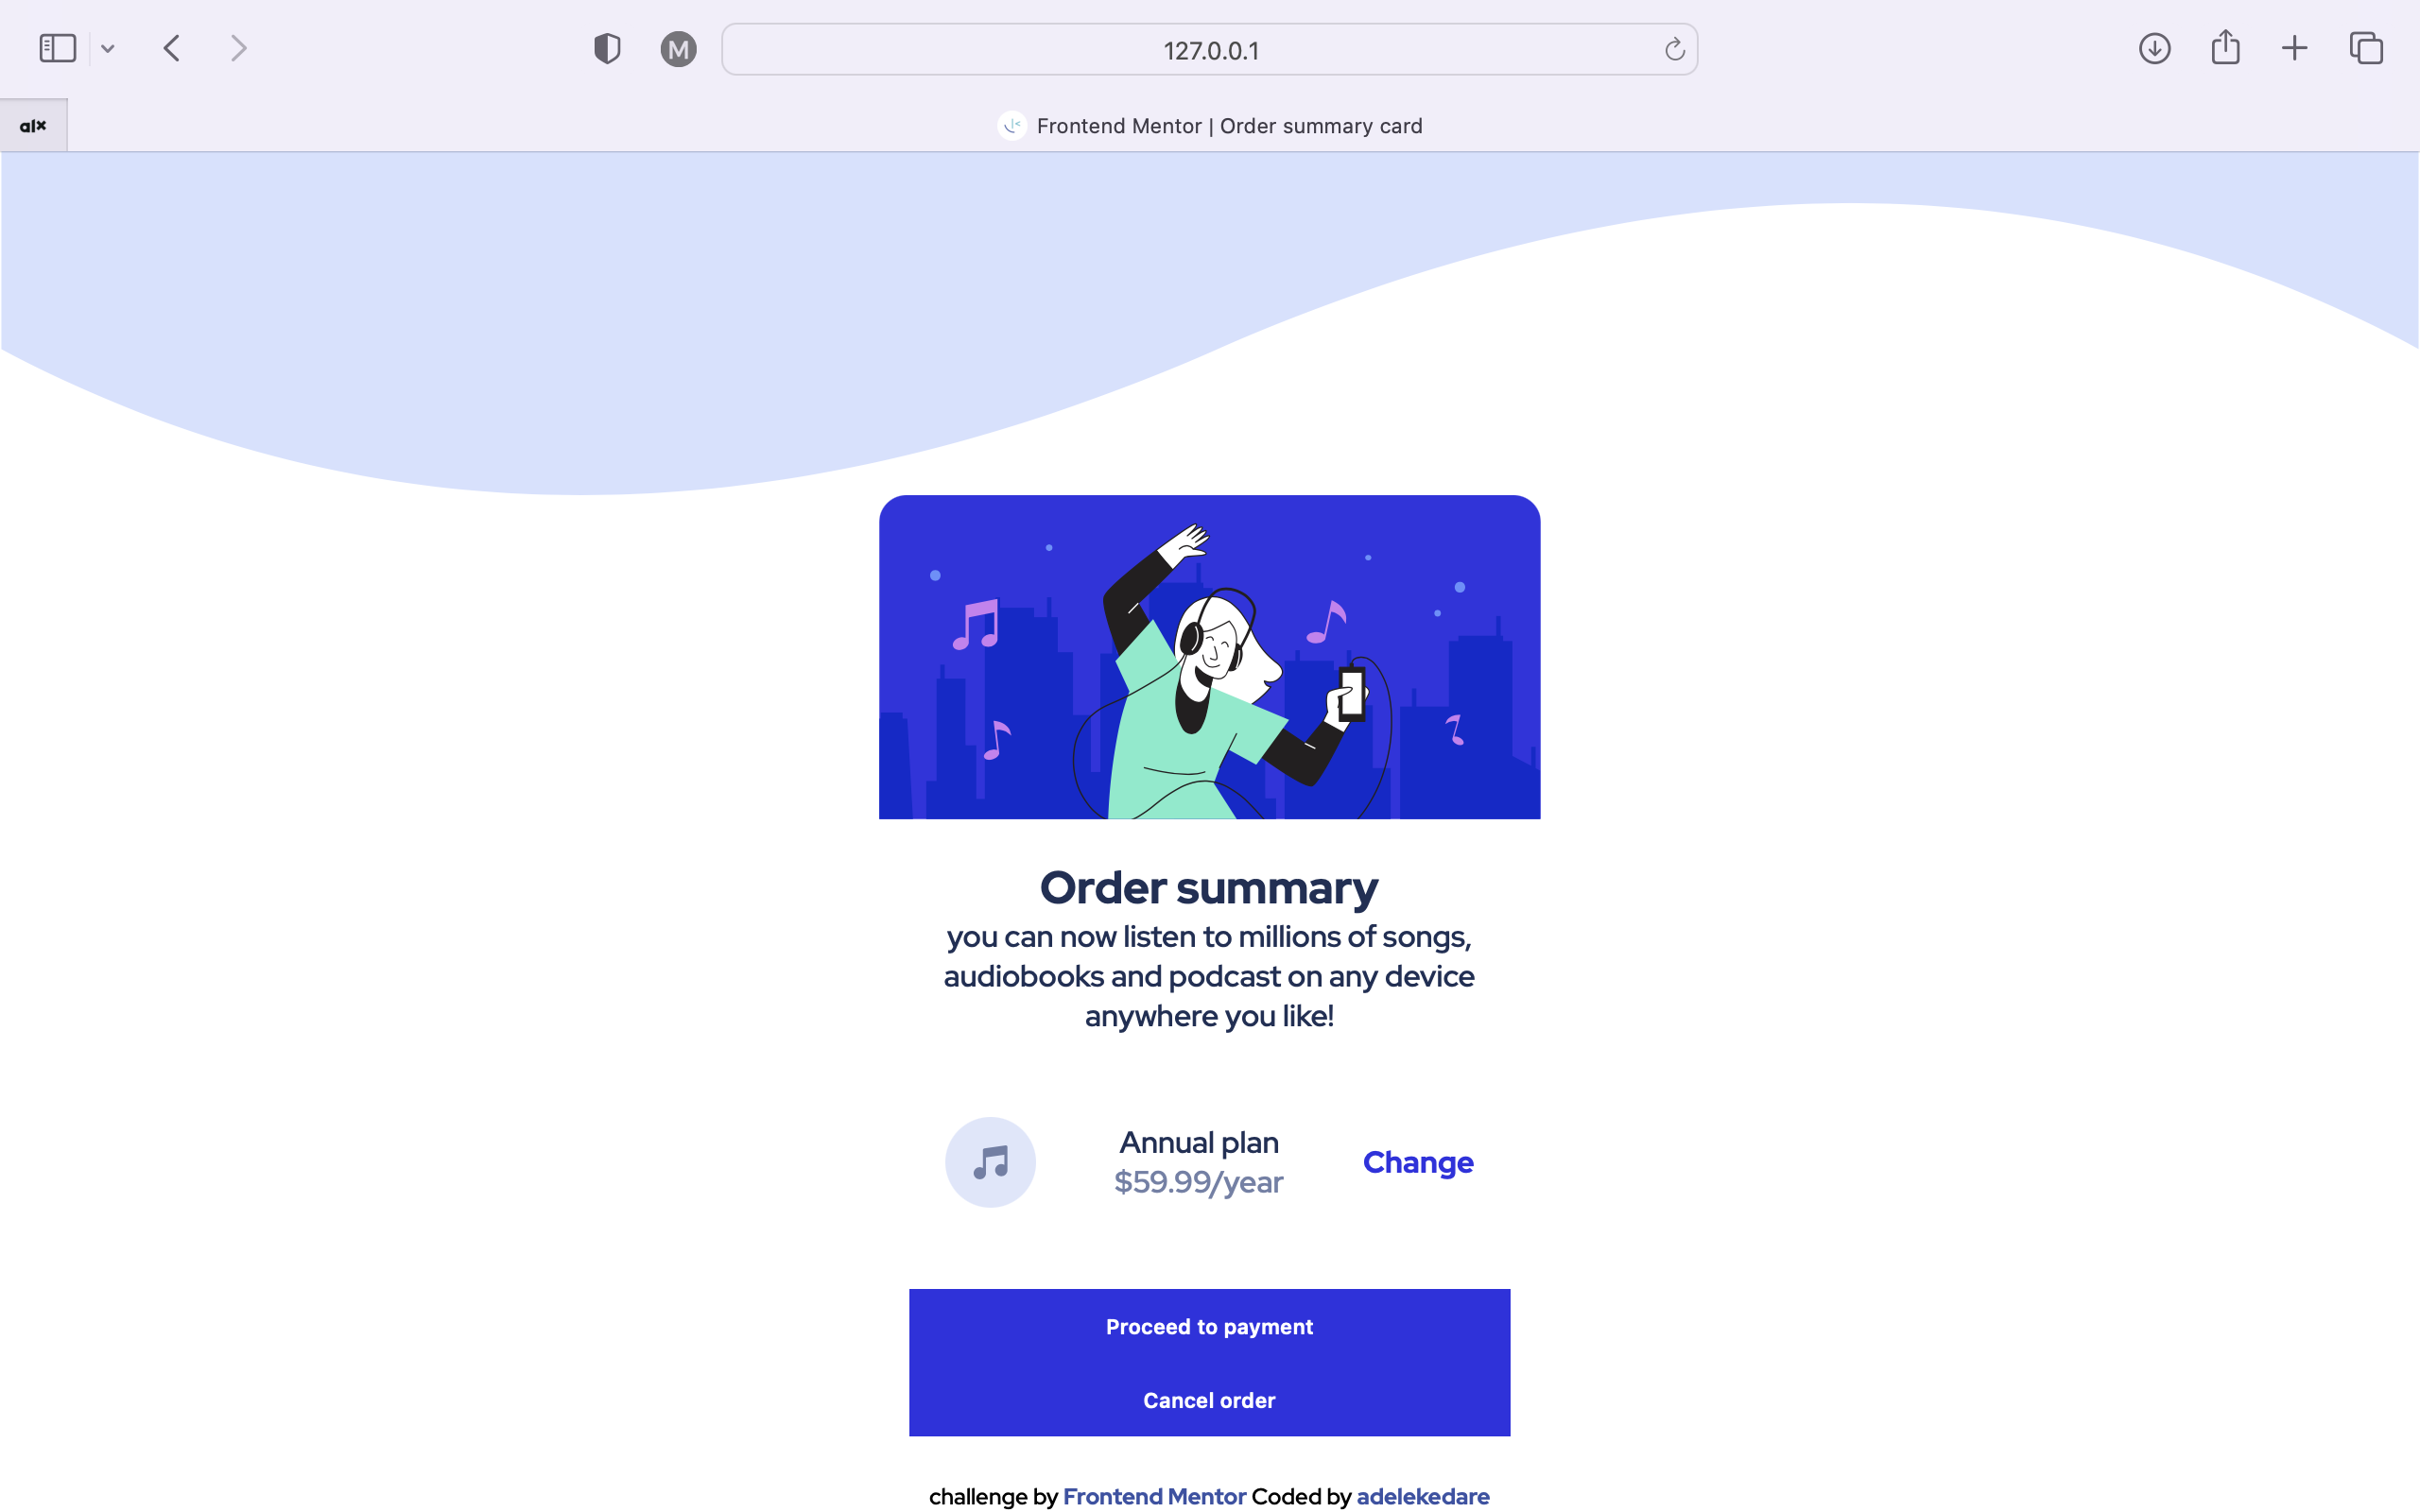 M
127.0.0.1
alx
Frontend Mentor | Order summary card
Order summary
you can now listen to millions of songs,
audiobooks and podcast on any device
anywhere you like!
Annual plan
$59.99/year
Change
Proceed to payment
Cancel order
challenge by Frontend Mentor Coded by adelekedare